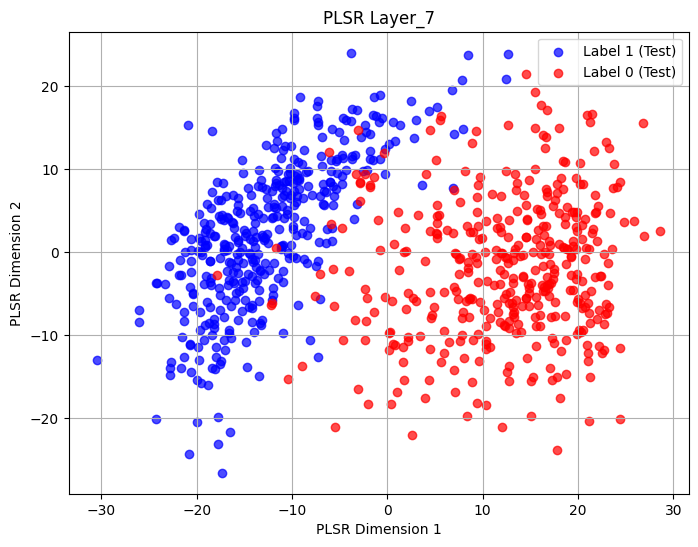 PLSR Layer_7
Label 1 (Test)
Label 0 (Test)
PLSR Dimension 2
20
10
0
−10
−20
−30
−20
−10
0
10
20
30
PLSR Dimension 1